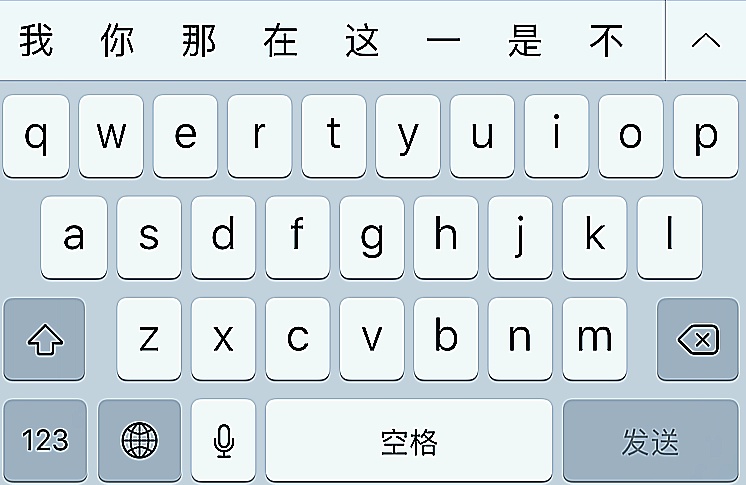 我 你 那 在 这 一 是 不
q w e r t y u i o p
a s d f g h j k l
z x c v b n m
123 空格 发送